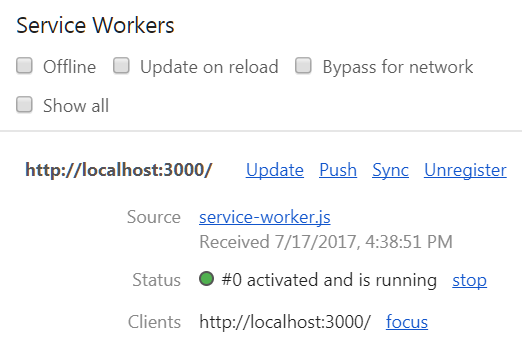 Service Workers
Offline Update on reload Bypass for network
Show all
http://localhost:3000/ Update Push Sync Unregister
Source service-worker.js
Received 7/17/2017, 4:38:51 PM
Status #0 activated and is running stop
Clients http://localhost:3000/ focus